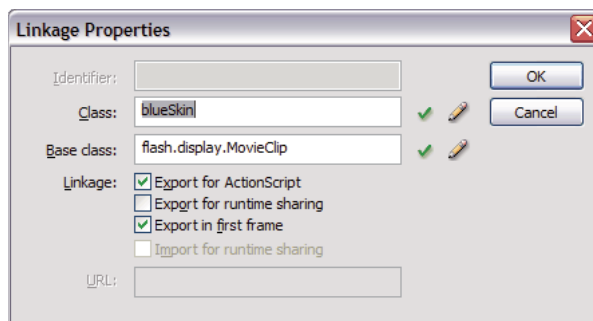 Linkage Properties
Identifier:
OK
Class: blueSkin
Cancel
Base class: flash.display.MovieClip
Linkage: Export for ActionScript
Export for runtime sharing
Export in first frame
Import for runtime sharing
URL: